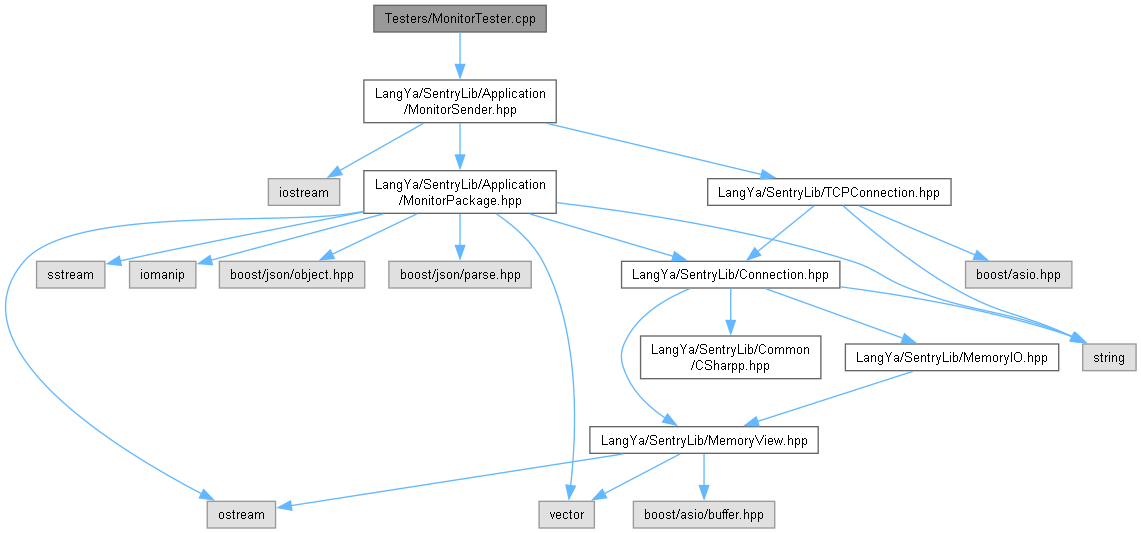 Testers/MonitorTester.cpp
LangYa/SentryLib/Application
/MonitorSender.hpp
iostream
LangYa/SentryLib/Application
/MonitorPackage.hpp
LangYa/SentryLib/TCPConnection.hpp
sstream
iomanip
boost/json/object.hpp
boost/json/parse.hpp
LangYa/SentryLib/Connection.hpp
boost/asio.hpp
LangYa/SentryLib/Common
/CSharpp.hpp
LangYa/SentryLib/MemoryIO.hpp
string
LangYa/SentryLib/MemoryView.hpp
ostream
vector
boost/asio/buffer.hpp